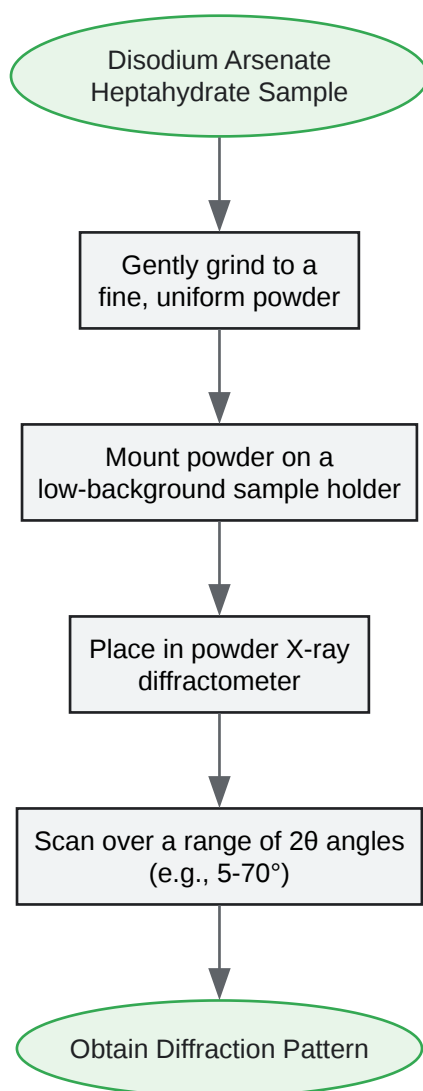 Disodium Arsenate
Heptahydrate Sample
Gently grind to a
fine, uniform powder
Mount powder on a
low-background sample holder
Place in powder X-ray
diffractometer
Scan over a range of 2θ angles
(e.g., 5-70°)
Obtain Diffraction Pattern